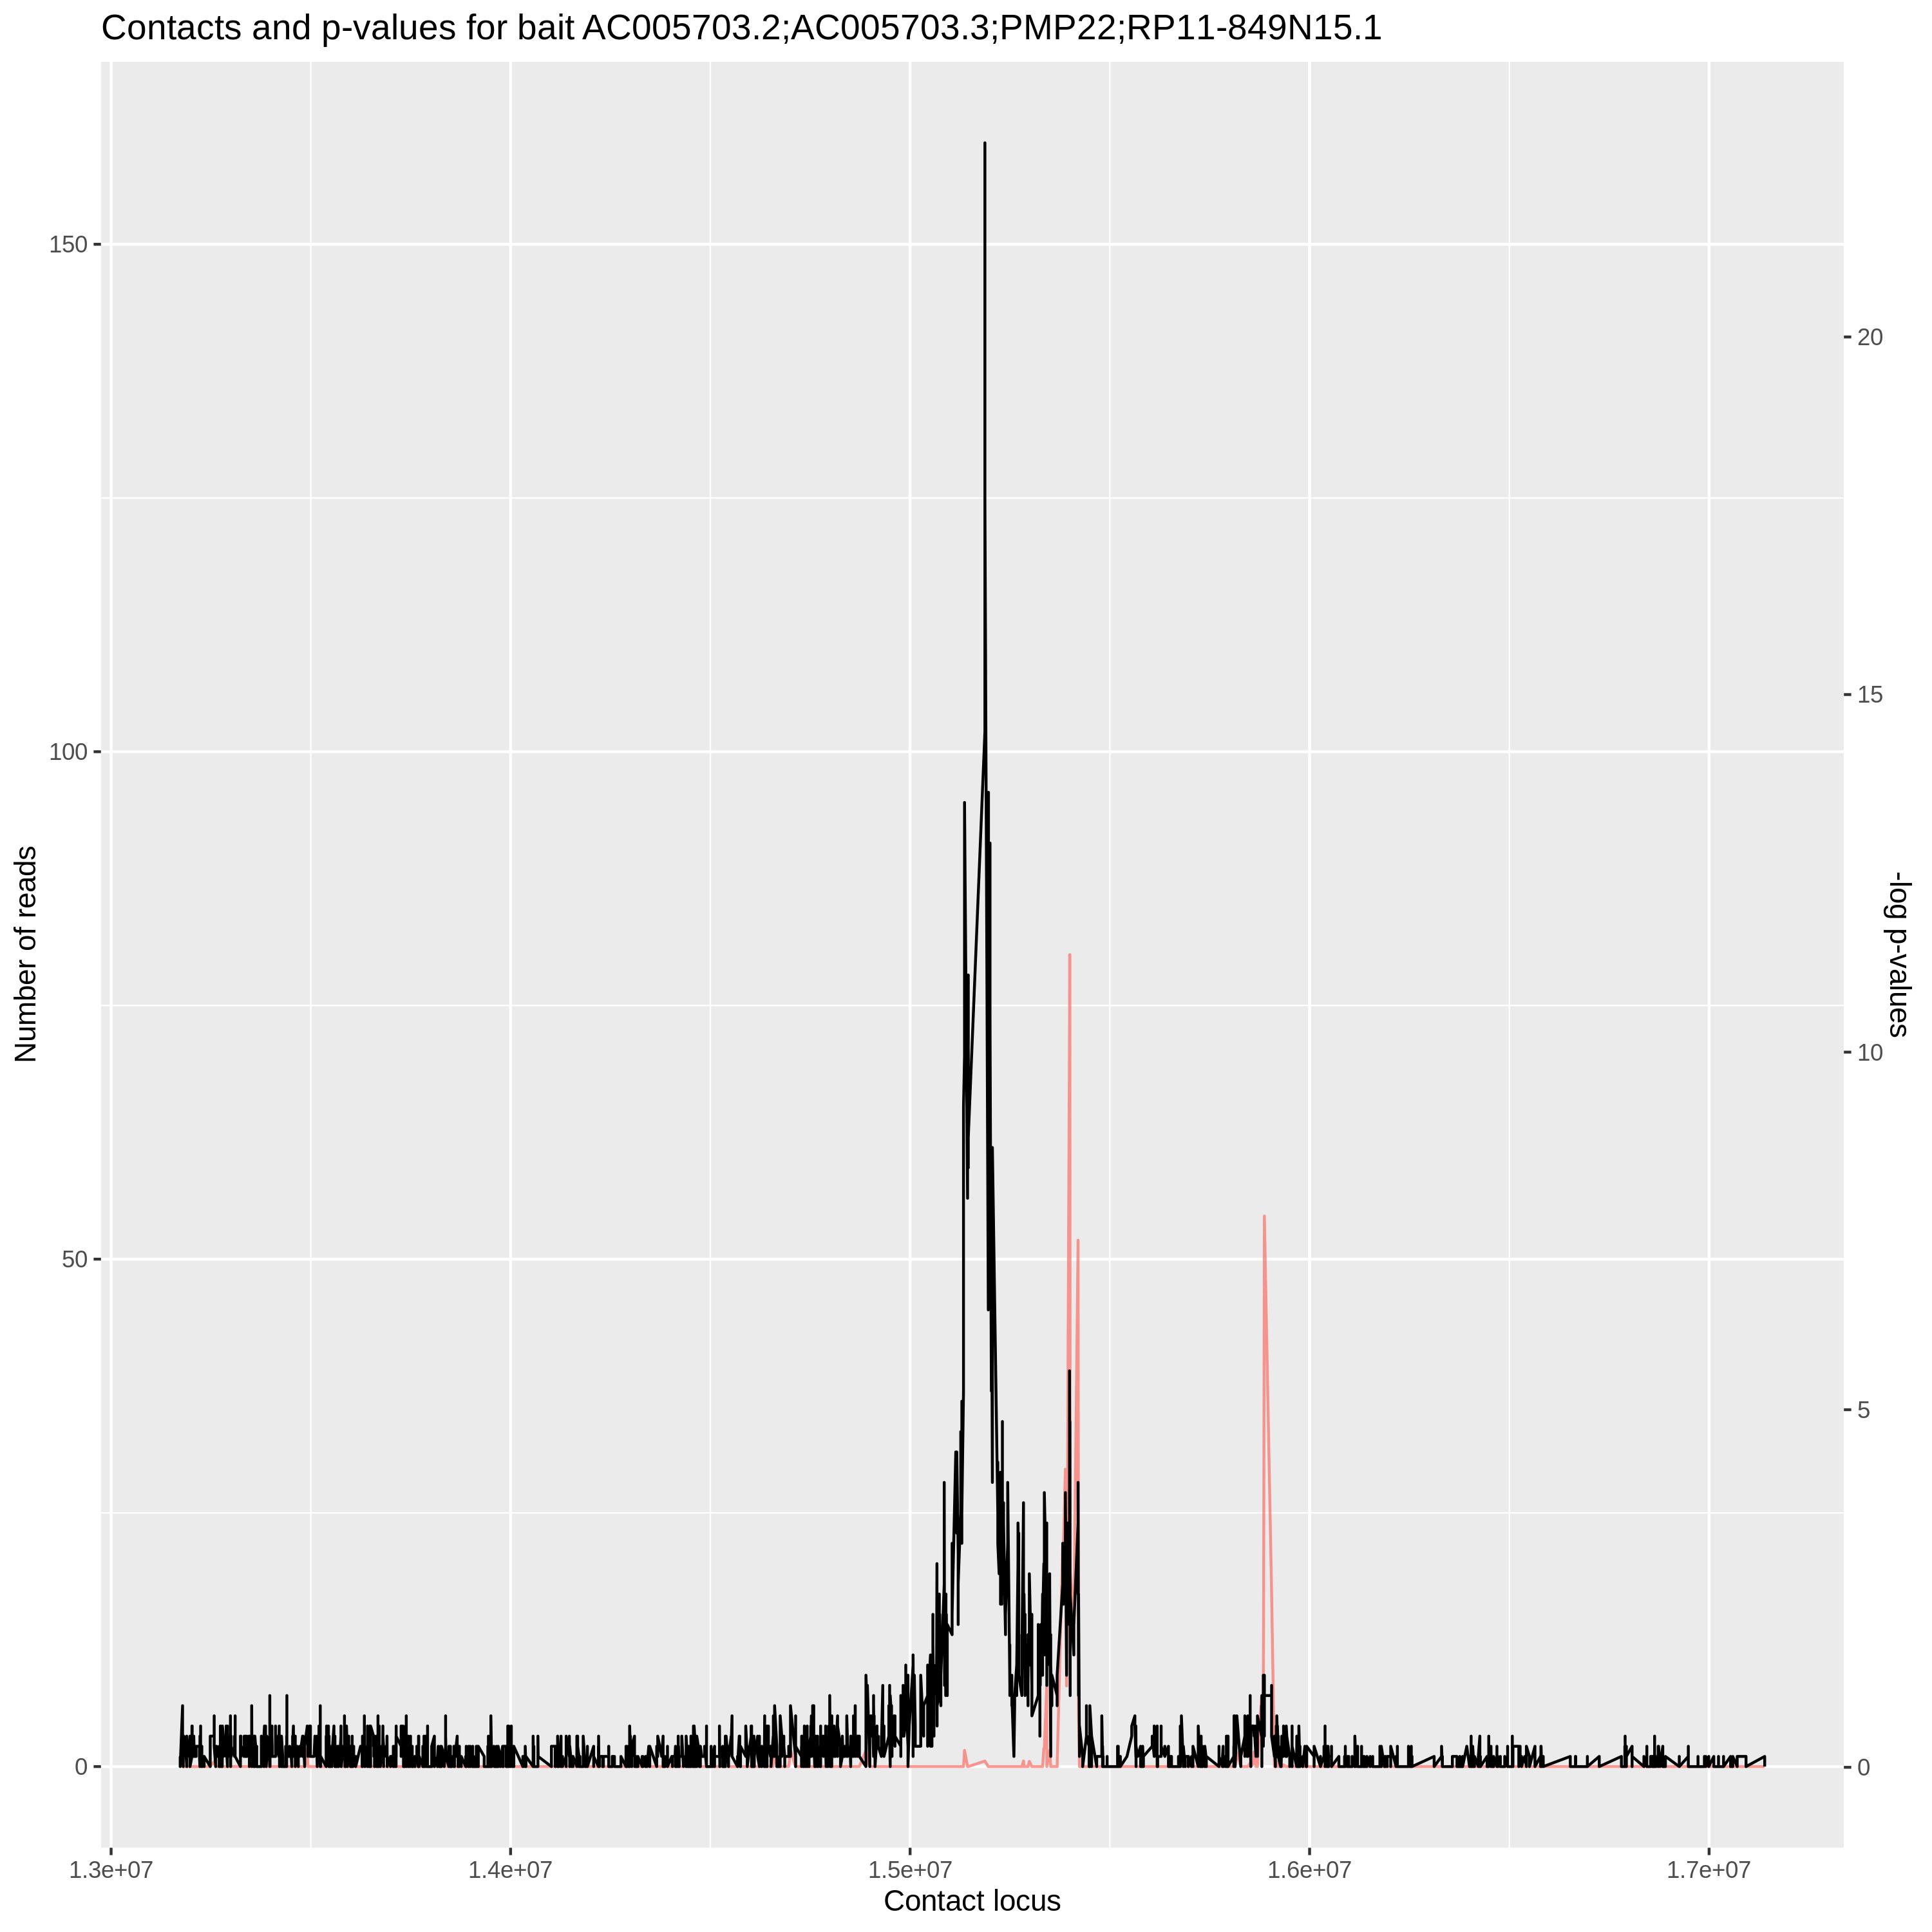 Contacts and p-values for bait AC005703.2;AC005703.3;PMP22;RP11-849N15.1
150
100
50
0
Number of reads
20
15
10
5
0
-log p-values
1.3e+07
1.4e+07
1.5e+07
1.6e+07
1.7e+07
Contact locus